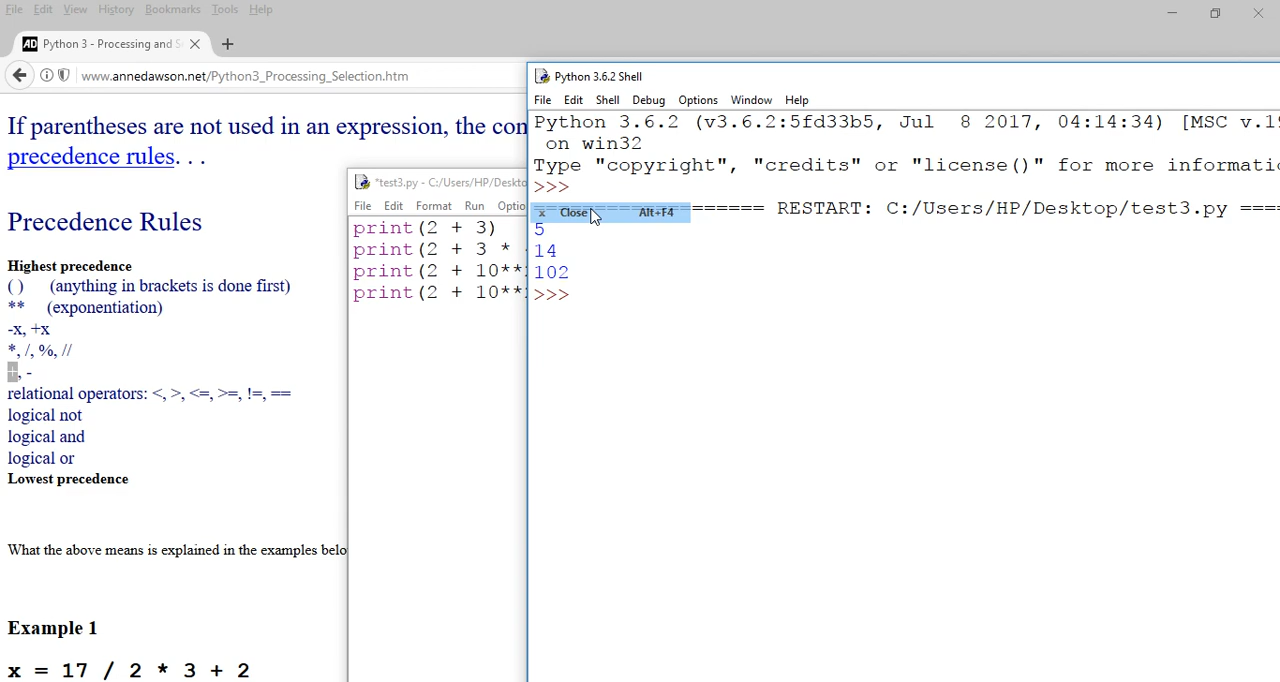 File Edit View History Bookmarks Tools Help
Python 3 - Processing and S
www.annedawson.net/Python3_Processing_Selection.htm
If parentheses are not used in an expression, the con
precedence rules. . .
Precedence Rules
Highest precedence
( ) (anything in brackets is done first)
** (exponentiation)
-x, +x
*, /, %, //
+, -
relational operators: <, >, <=, >=, !=, ==
logical not
logical and
logical or
Lowest precedence
What the above means is explained in the examples belo
Example 1
x = 17 / 2 * 3 + 2
*test3.py - C:/Users/HP/Deskto
File Edit Format Run Optio
print(2 + 3)
print(2 + 3 *
print(2 + 10**
print(2 + 10**
Python 3.6.2 Shell
File Edit Shell Debug Options Window Help
Python 3.6.2 (v3.6.2:5fd33b5, Jul 8 2017, 04:14:34) [MSC v.19
on win32
Type "copyright", "credits" or "license()" for more informatic
>>>
====== RESTART: C:/Users/HP/Desktop/test3.py ====
x Close Alt+F4
5
14
102
>>>